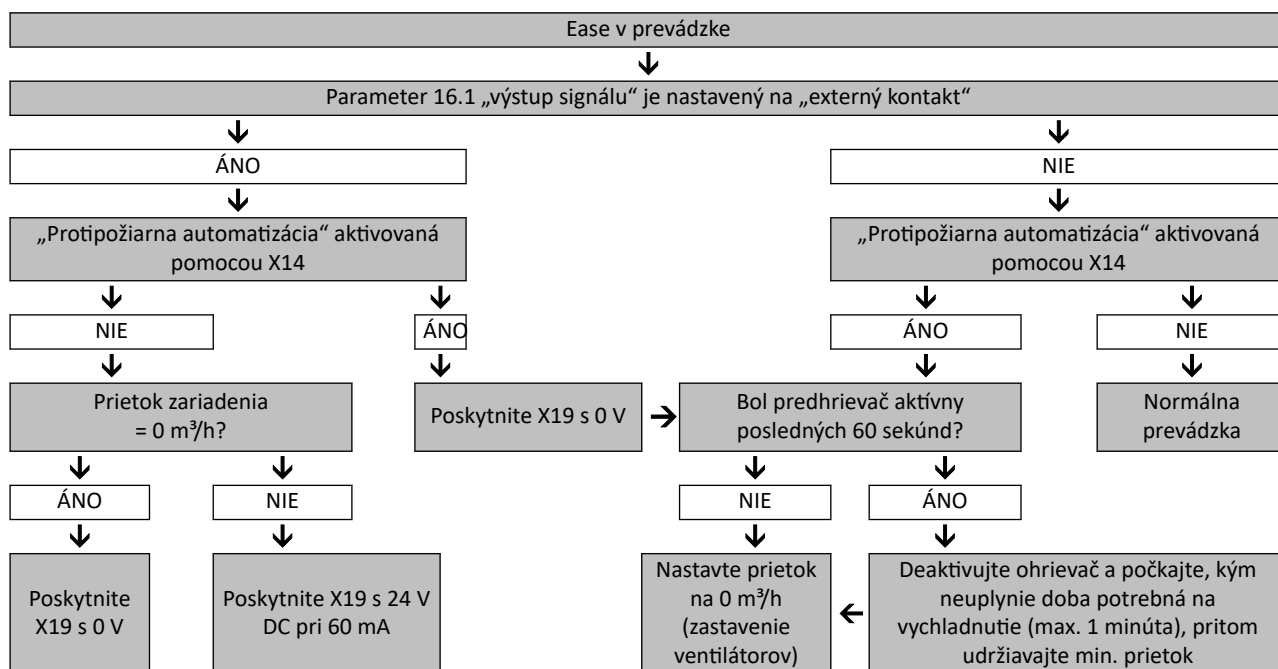 Ease v prevádzke
Parameter 16.1 „výstup signálu“ je nastavený na „externý kontakt“
ÁNO
NIE
„Protipožiarna automatizácia“ aktivovaná
pomocou X14
„Protipožiarna automatizácia“ aktivovaná
pomocou X14
NIE
ÁNO
ÁNO
NIE
Prietok zariadenia
= 0 m³/h?
Poskytnite X19 s 0 V
Bol predhrievač aktívny
posledných 60 sekúnd?
Normálna
prevádzka
ÁNO
NIE
NIE
ÁNO
Poskytnite
X19 s 0 V
Poskytnite X19 s 24 V
DC pri 60 mA
Nastavte prietok
na 0 m³/h
(zastavenie
ventilátorov)
Deaktivujte ohrievač a počkajte, kým
neuplynie doba potrebná na
vychladnutie (max. 1 minúta), pritom
udržiavajte min. prietok